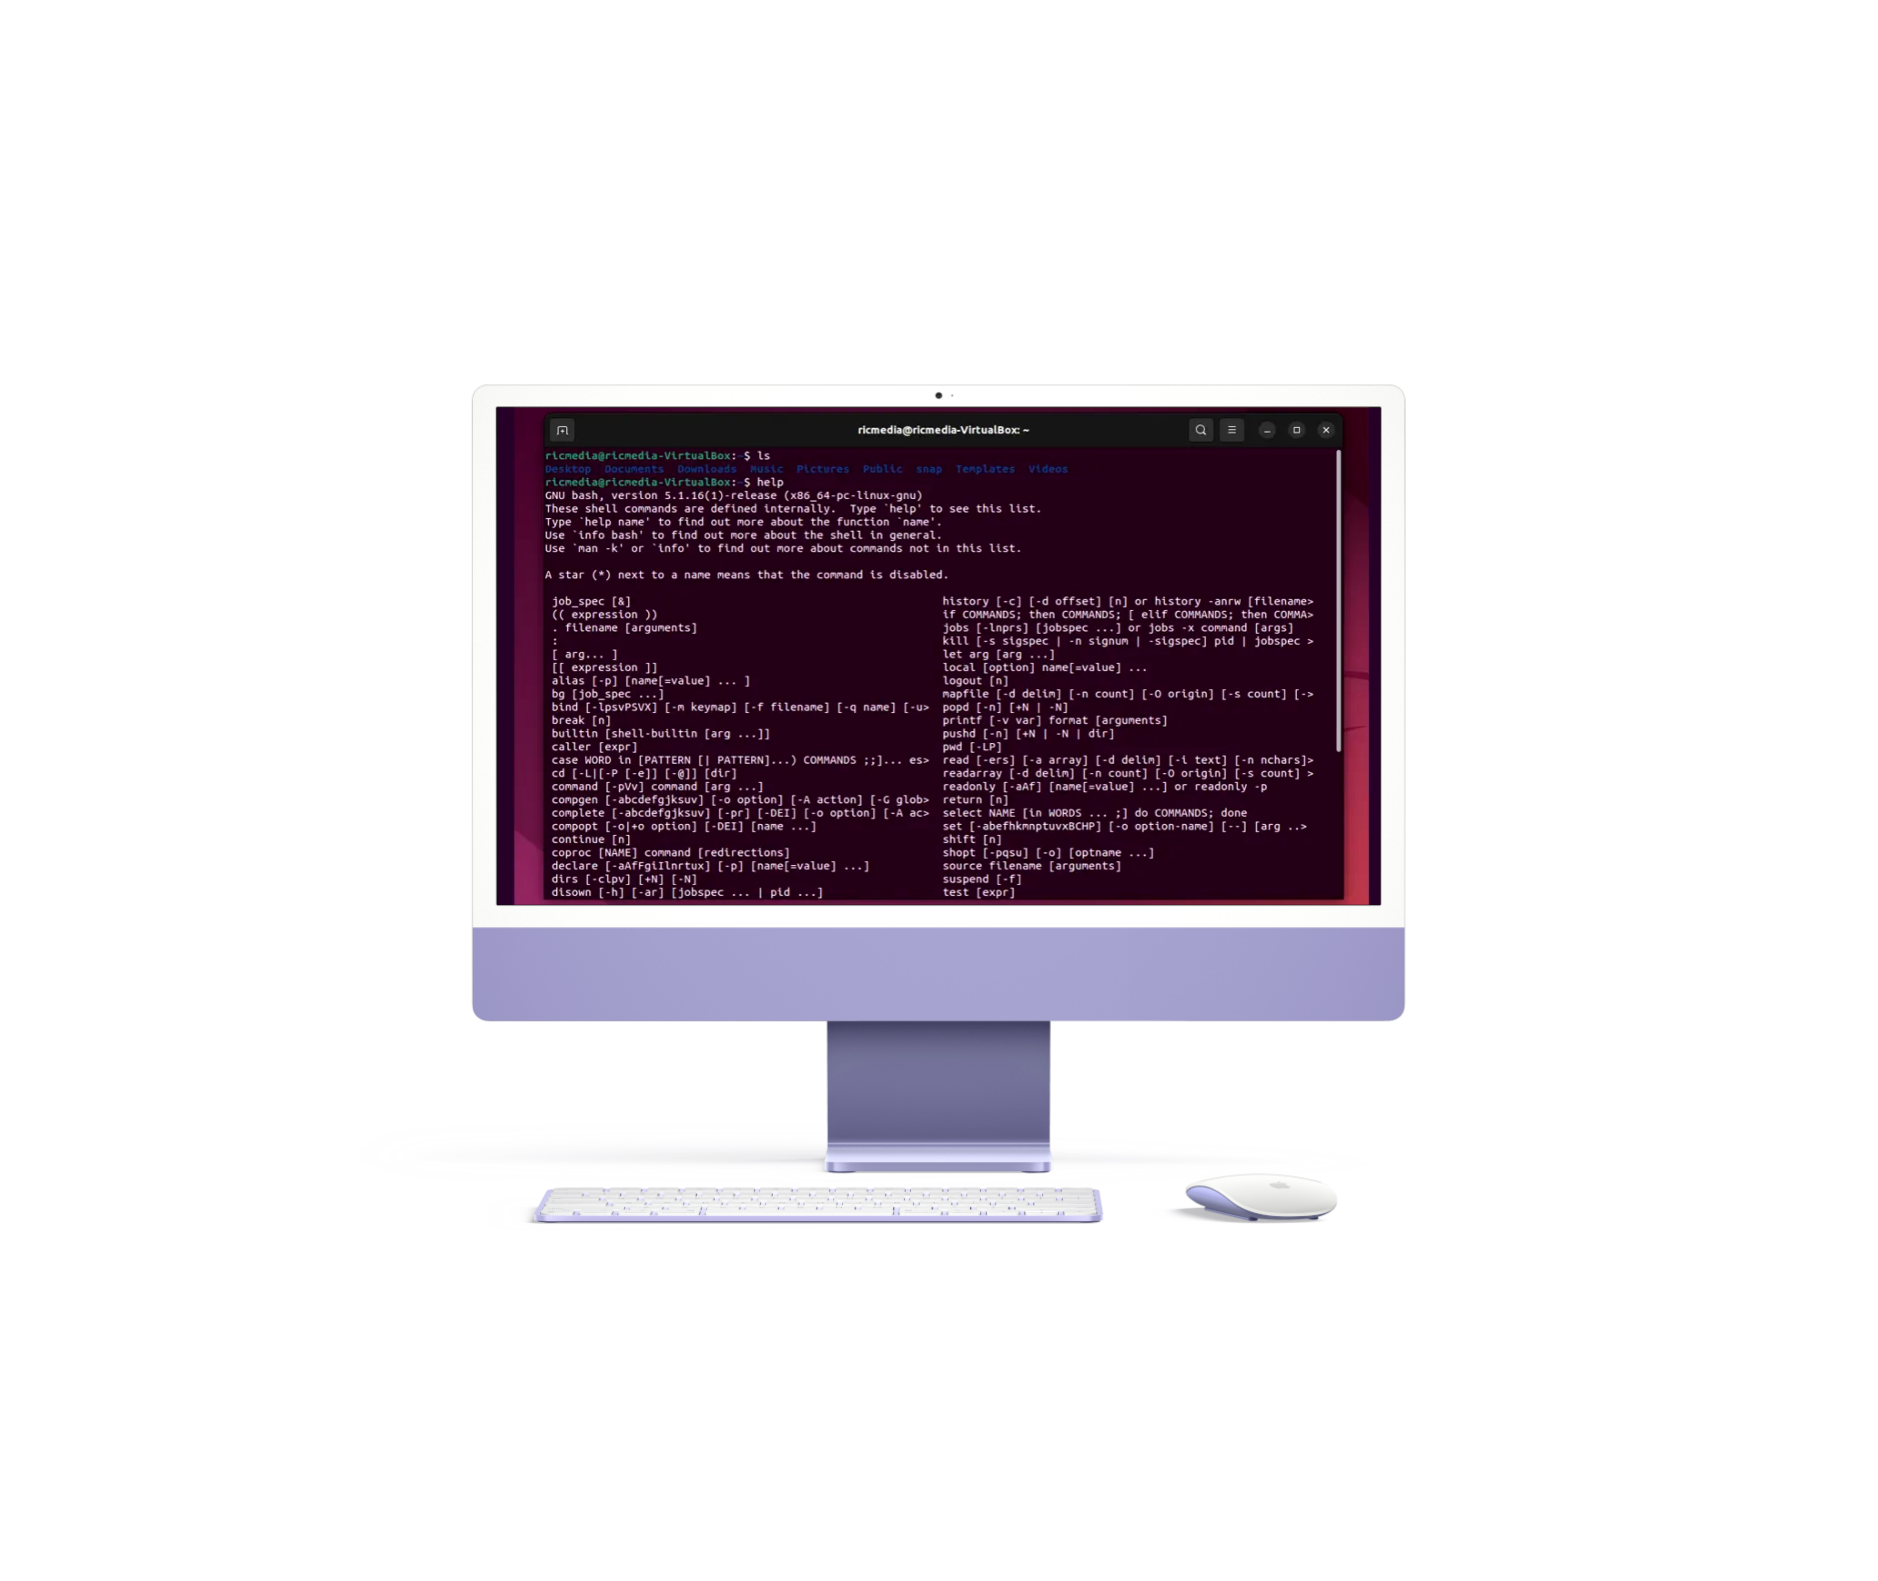 ricmedia@ricmedia-VirtualBox: ~
ricmedia@ricmedia-VirtualBox:~$ ls
Desktop Documents Downloads Music Pictures Public snap Templates Videos
ricmedia@ricmedia-VirtualBox:~$ help
GNU bash, version 5.1.16(1)-release (x86_64-pc-linux-gnu)
These shell commands are defined internally.  Type `help' to see this list.
Type `help name' to find out more about the function `name'.
Use `info bash' to find out more about the shell in general.
Use `man -k' or `info' to find out more about commands not in this list.
A star (*) next to a name means that the command is disabled.
job_spec [&]
(( expression ))
. filename [arguments]
:
[ arg... ]
[[ expression ]]
alias [-p] [name[=value] ... ]
bg [job_spec ...]
bind [-lpsvPSVX] [-m keymap] [-f filename] [-q name] [-u>
break [n]
builtin [shell-builtin [arg ...]]
caller [expr]
case WORD in [PATTERN [| PATTERN]...) COMMANDS ;;]... es>
cd [-L|[-P [-e]] [-@]] [dir]
command [-pVv] command [arg ...]
compgen [-abcdefgjksuv] [-o option] [-A action] [-G glob>
complete [-abcdefgjksuv] [-pr] [-DEI] [-o option] [-A ac>
compopt [-o|+o option] [-DEI] [name ...]
continue [n]
coproc [NAME] command [redirections]
declare [-aAfFgiIlnrtux] [-p] [name[=value] ...]
dirs [-clpv] [+N] [-N]
disown [-h] [-ar] [jobspec ... | pid ...]
history [-c] [-d offset] [n] or history -anrw [filename>
if COMMANDS; then COMMANDS; [ elif COMMANDS; then COMMA>
jobs [-lnprs] [jobspec ...] or jobs -x command [args]
kill [-s sigspec | -n signum | -sigspec] pid | jobspec >
let arg [arg ...]
local [option] name[=value] ...
logout [n]
mapfile [-d delim] [-n count] [-O origin] [-s count] [->
popd [-n] [+N | -N]
printf [-v var] format [arguments]
pushd [-n] [+N | -N | dir]
pwd [-LP]
read [-ers] [-a array] [-d delim] [-i text] [-n nchars]>
readarray [-d delim] [-n count] [-O origin] [-s count] >
readonly [-aAf] [name[=value] ...] or readonly -p
return [n]
select NAME [in WORDS ... ;] do COMMANDS; done
set [-abefhkmnptuvxBCHP] [-o option-name] [--] [arg ..>
shift [n]
shopt [-pqsu] [-o] [optname ...]
source filename [arguments]
suspend [-f]
test [expr]